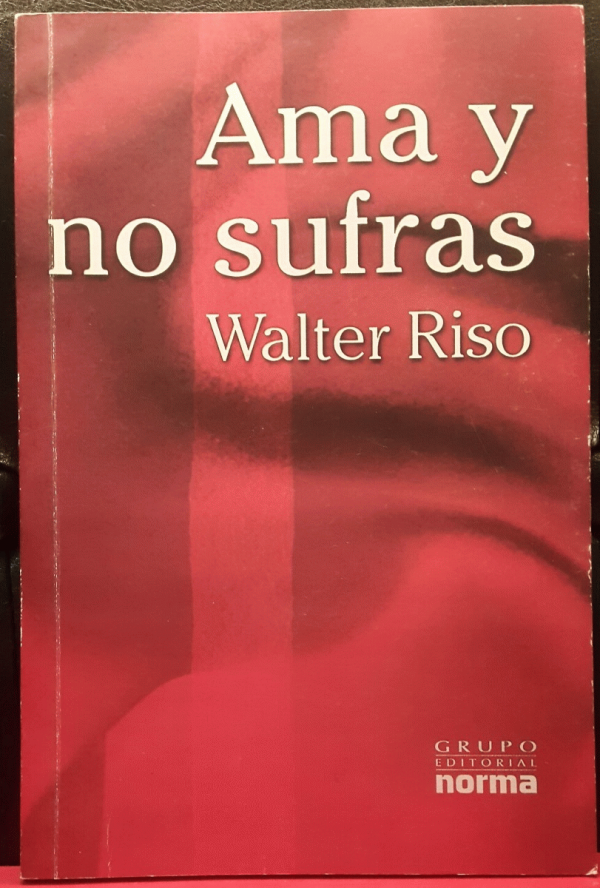 Ama y
no sufras
Walter Riso
GRUPO
EDITORIAL
norma